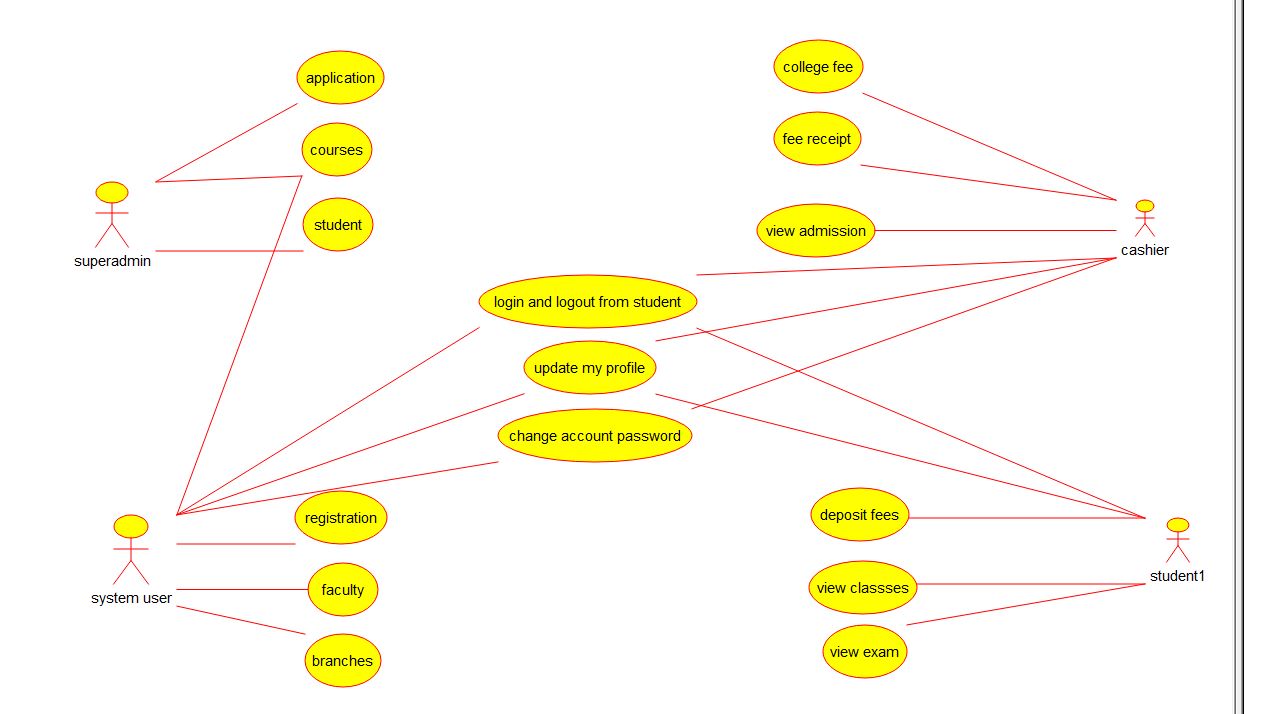 application
courses
student
superadmin
college fee
fee receipt
view admission
cashier
login and logout from student
update my profile
change account password
registration
faculty
branches
system user
deposit fees
view classses
view exam
student1